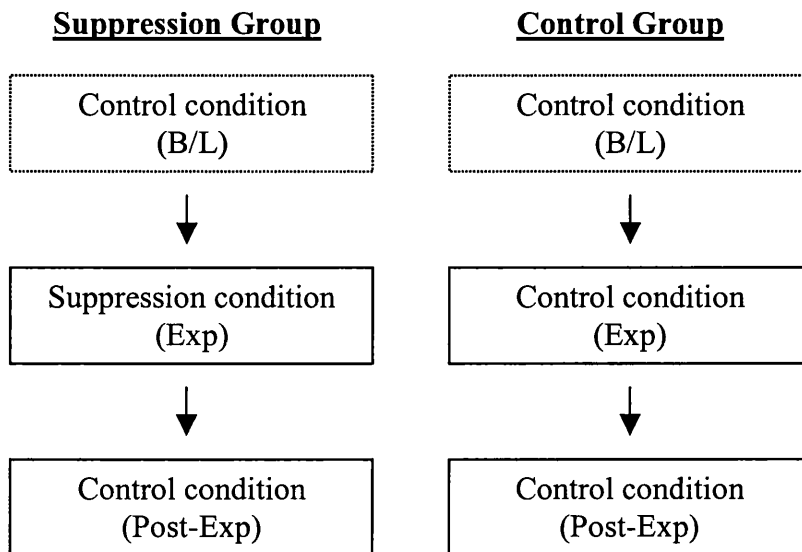 Suppression Group
Control Group
Control condition
(B/L)
Control condition
(B/L)
Suppression condition
(Exp)
Control condition
(Exp)
Control condition
(Post-Exp)
Control condition
(Post-Exp)